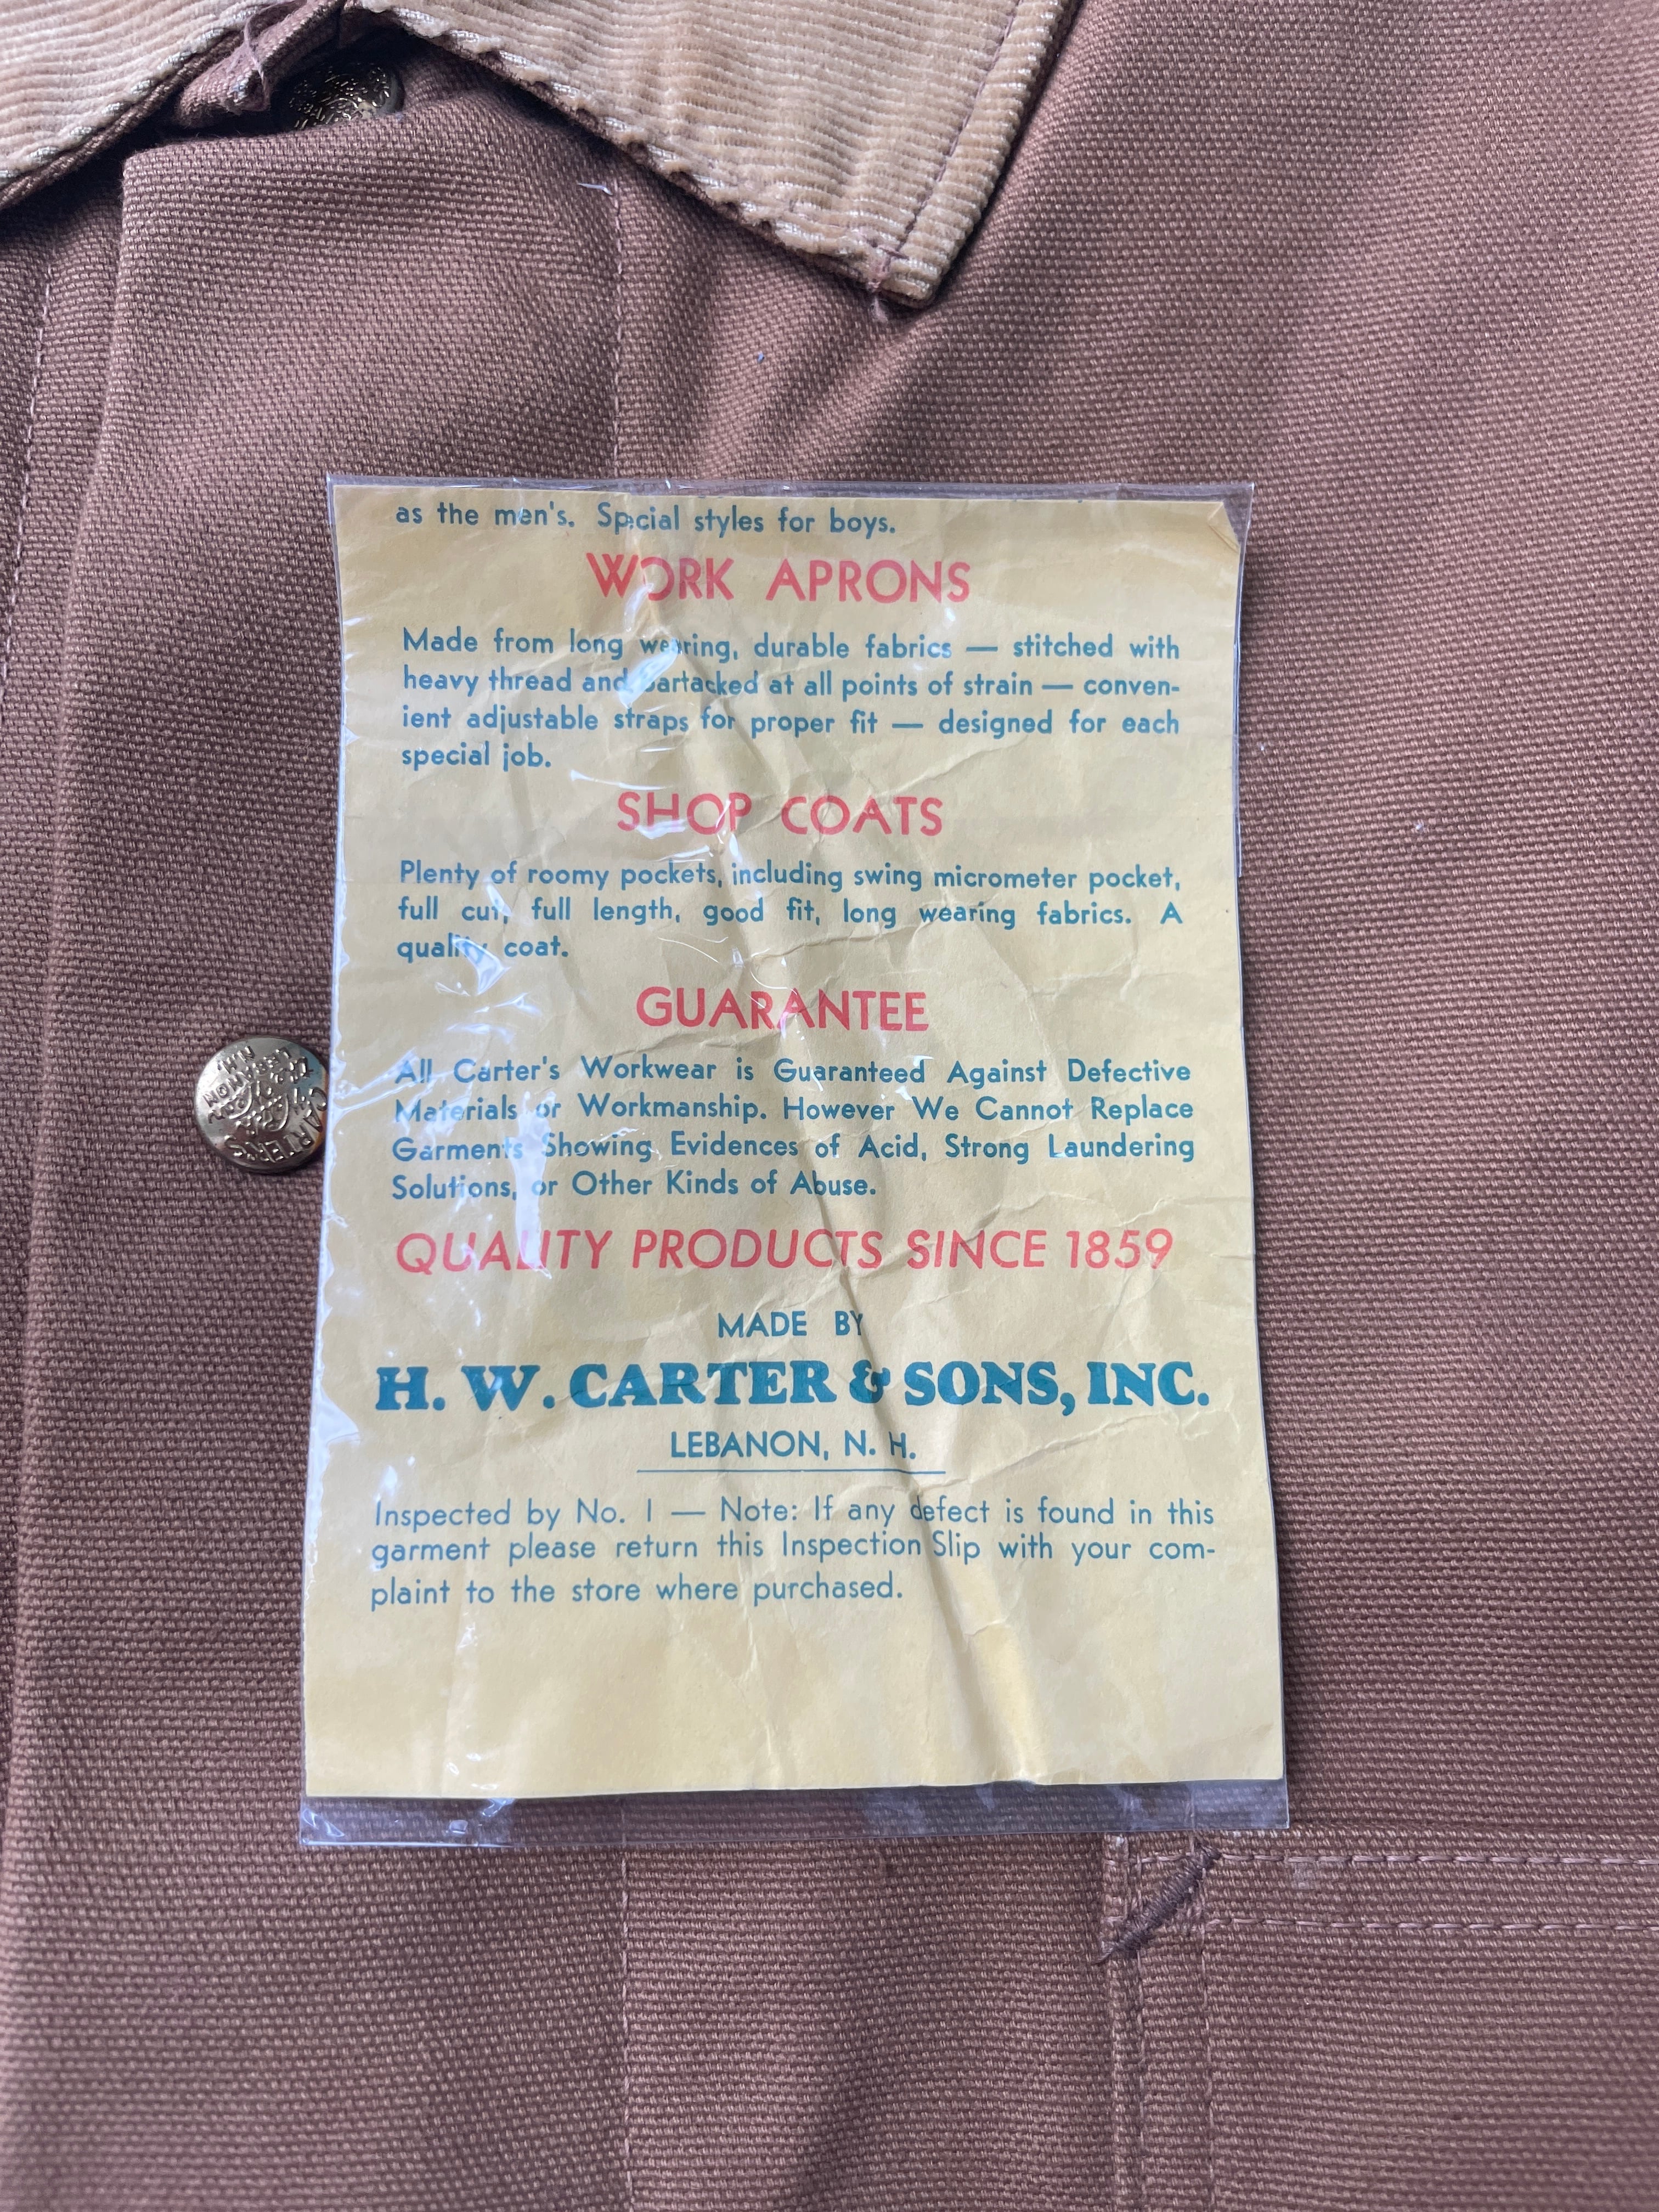 as the men's. Special styles for boys.
WORK APRONS
Made from long wearing, durable fabrics — stitched with
heavy thread and bartacked at all points of strain — conven-
ient adjustable straps for proper fit — designed for each
special job.
SHOP COATS
Plenty of roomy pockets, including swing micrometer pocket,
full cut, full length, good fit, long wearing fabrics. A
quality coat.
GUARANTEE
All Carter's Workwear is Guaranteed Against Defective
Materials or Workmanship. However We Cannot Replace
Garments Showing Evidences of Acid, Strong Laundering
Solutions, or Other Kinds of Abuse.
QUALITY PRODUCTS SINCE 1859
MADE BY
H. W. CARTER & SONS, INC.
LEBANON, N. H.
Inspected by No. 1 — Note: If any defect is found in this
garment please return this Inspection Slip with your com-
plaint to the store where purchased.
CARTER'S
LEBANON
N.H.